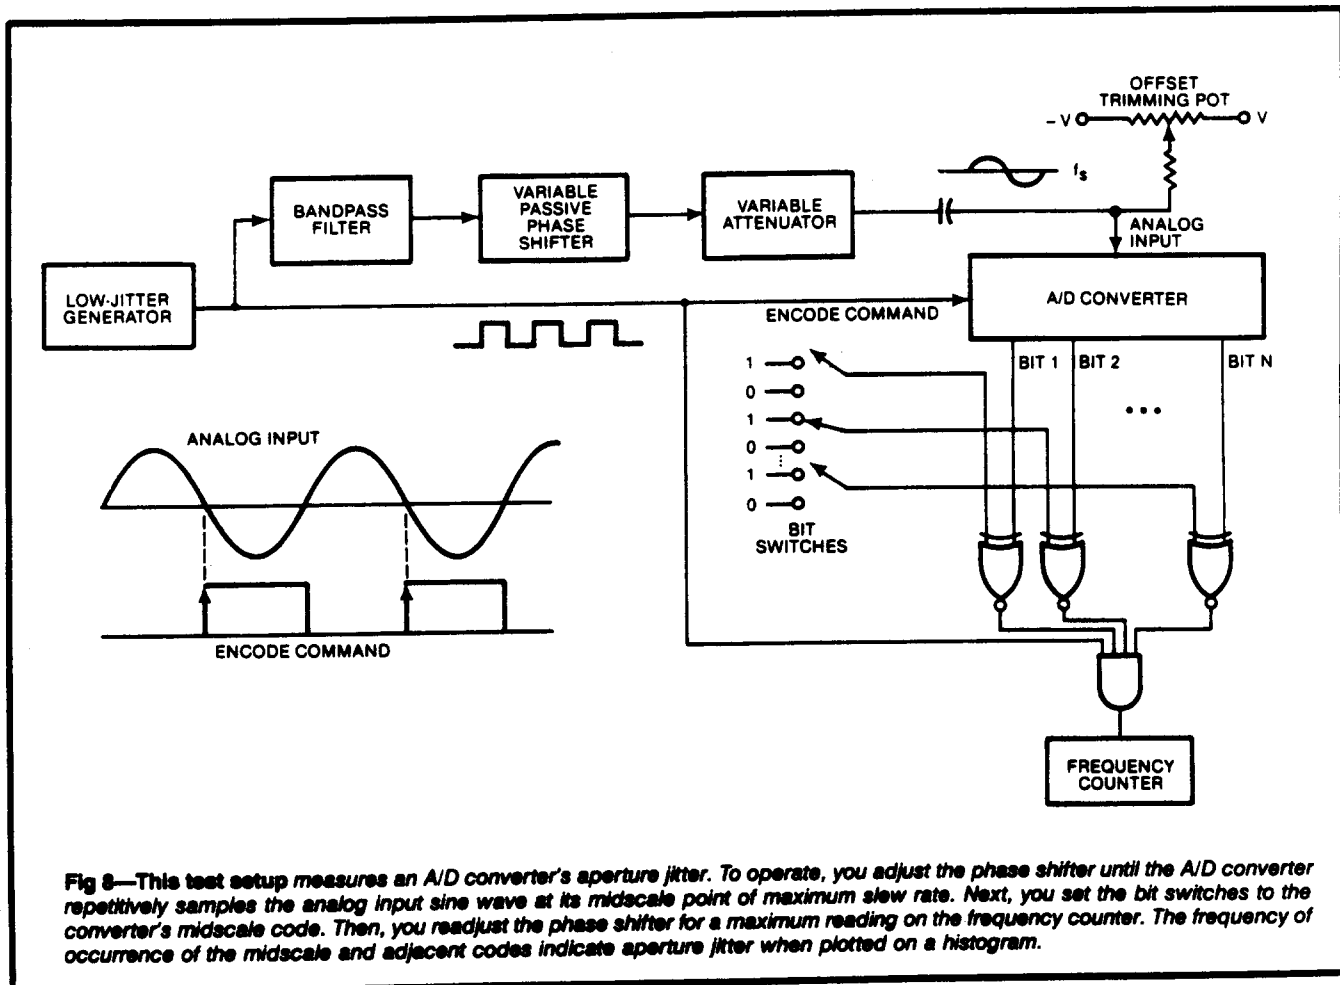 OFFSET
TRIMMING POT
– V
V
fs
BANDPASS
FILTER
VARIABLE
PASSIVE
PHASE
SHIFTER
VARIABLE
ATTENUATOR
ANALOG
INPUT
LOW-JITTER
GENERATOR
ENCODE COMMAND
A/D CONVERTER
1
0
1
0
1
0
BIT
SWITCHES
BIT 1
BIT 2
BIT N
• • •
ANALOG INPUT
ENCODE COMMAND
FREQUENCY
COUNTER
Fig 8—This test setup measures an A/D converter's aperture jitter. To operate, you adjust the phase shifter until the A/D converter
repetitively samples the analog input sine wave at its midscale point of maximum slew rate. Next, you set the bit switches to the
converter's midscale code. Then, you readjust the phase shifter for a maximum reading on the frequency counter. The frequency of
occurrence of the midscale and adjacent codes indicate aperture jitter when plotted on a histogram.